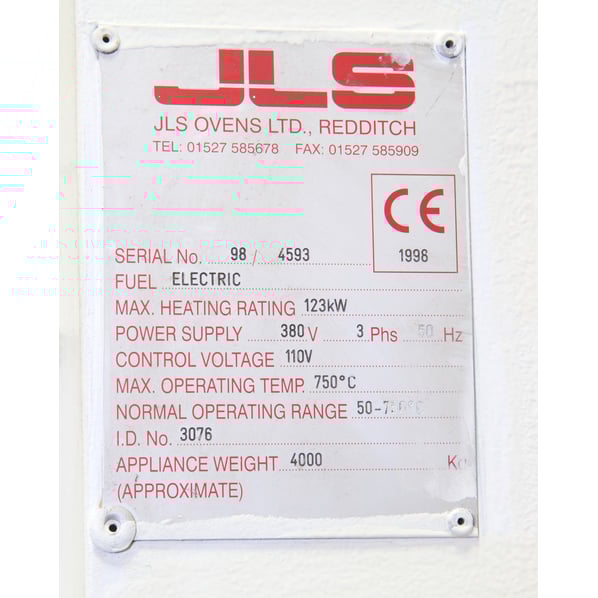 JLS
JLS OVENS LTD., REDDITCH
TEL: 01527 585678 FAX: 01527 585909
CE
SERIAL No. 98 / 4593 1998
FUEL ELECTRIC
MAX. HEATING RATING 123kW
POWER SUPPLY 380 V 3 Phs 50 Hz
CONTROL VOLTAGE 110V
MAX. OPERATING TEMP. 750°C
NORMAL OPERATING RANGE
I.D. No. 3076
APPLIANCE WEIGHT 4000 Kg
(APPROXIMATE)